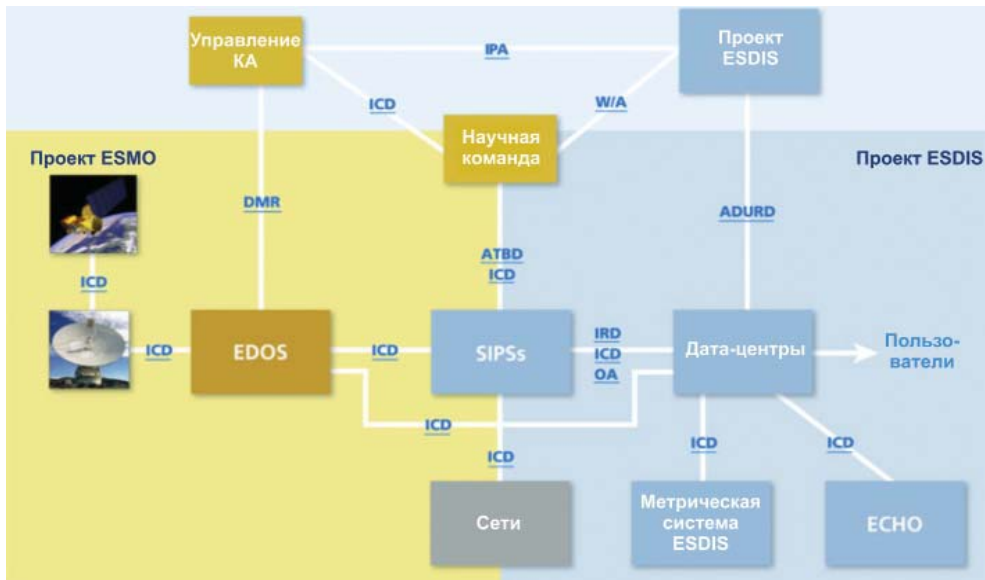 Управление
КА
IPA
Проект
ESDIS
ICD
W/A
Научная
команда
Проект ESMO
Проект ESDIS
DMR
ADURD
ATBD
ICD
ICD
ICD
EDOS
ICD
SIPSs
IRD
ICD
OA
Дата-центры
Пользо-
ватели
ICD
ICD
ICD
ICD
Сети
Метрическая
система
ESDIS
ECHO